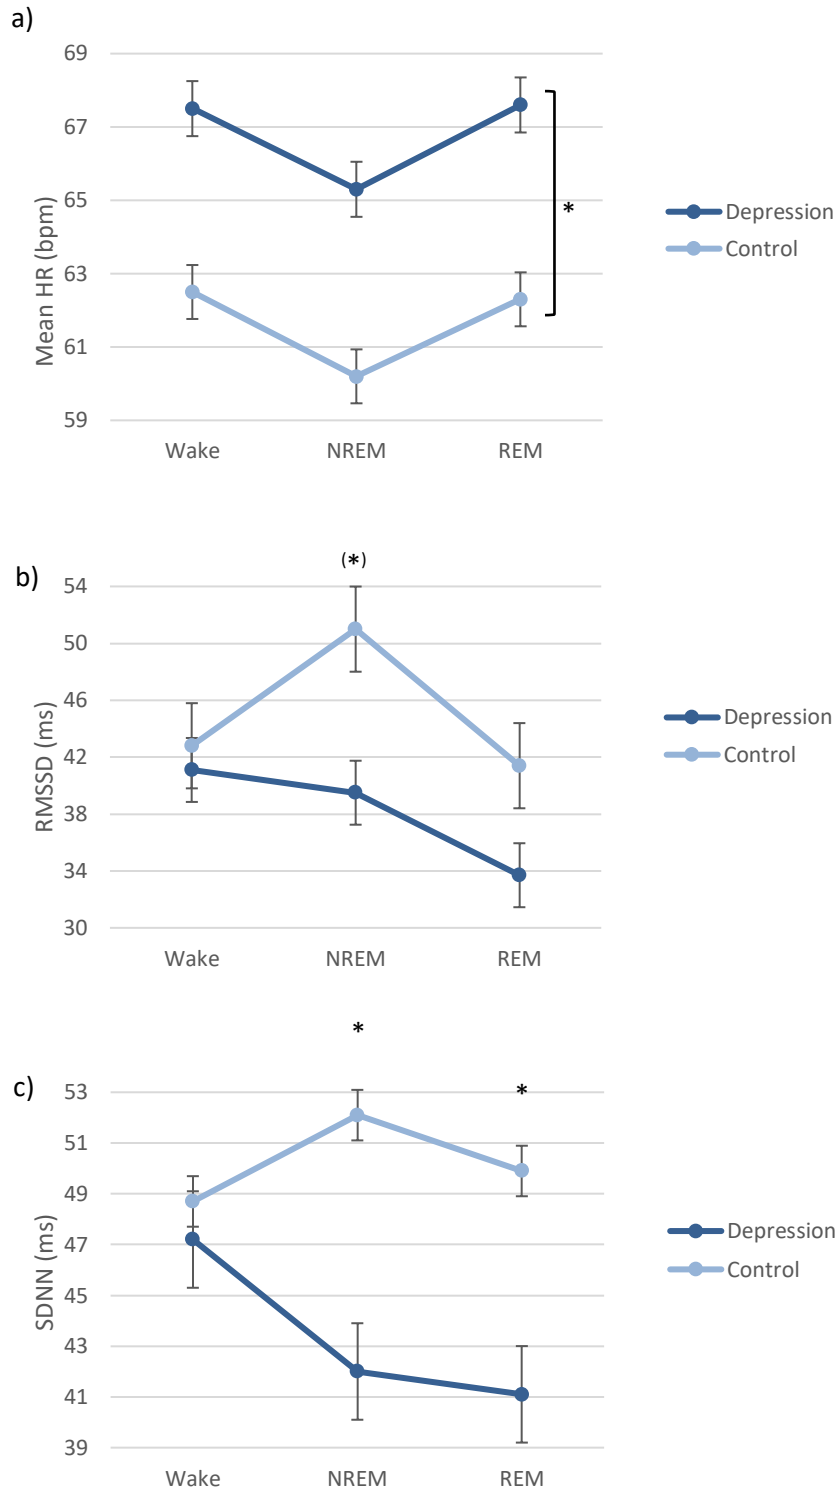 a)
69
67
65
63
61
59
Mean HR (bpm)
Wake NREM REM
*
Depression
Control
b)
(*)
54
50
46
42
38
34
30
RMSSD (ms)
Wake NREM REM
Depression
Control
c)
*
*
53
51
49
47
45
43
41
39
SDNN (ms)
Wake NREM REM
Depression
Control